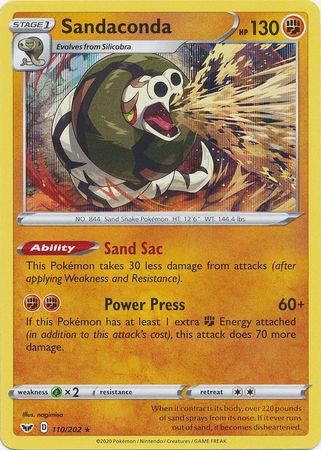 STAGE 1
Sandaconda HP 130
Evolves from Silicobra
NO. 844 Sand Snake Pokémon HT: 12'6" WT: 144.4 lbs.
Ability Sand Sac
This Pokémon takes 30 less damage from attacks (after
applying Weakness and Resistance).
Power Press 60+
If this Pokémon has at least 1 extra Energy attached
(in addition to this attack's cost), this attack does 70 more
damage.
weakness ×2 resistance retreat
Illus. nagimiso
D 110/202 ★
When it contracts its body, over 220 pounds
of sand sprays from its nose. If it ever runs
out of sand, it becomes disheartened.
©2020 Pokémon / Nintendo / Creatures / GAME FREAK